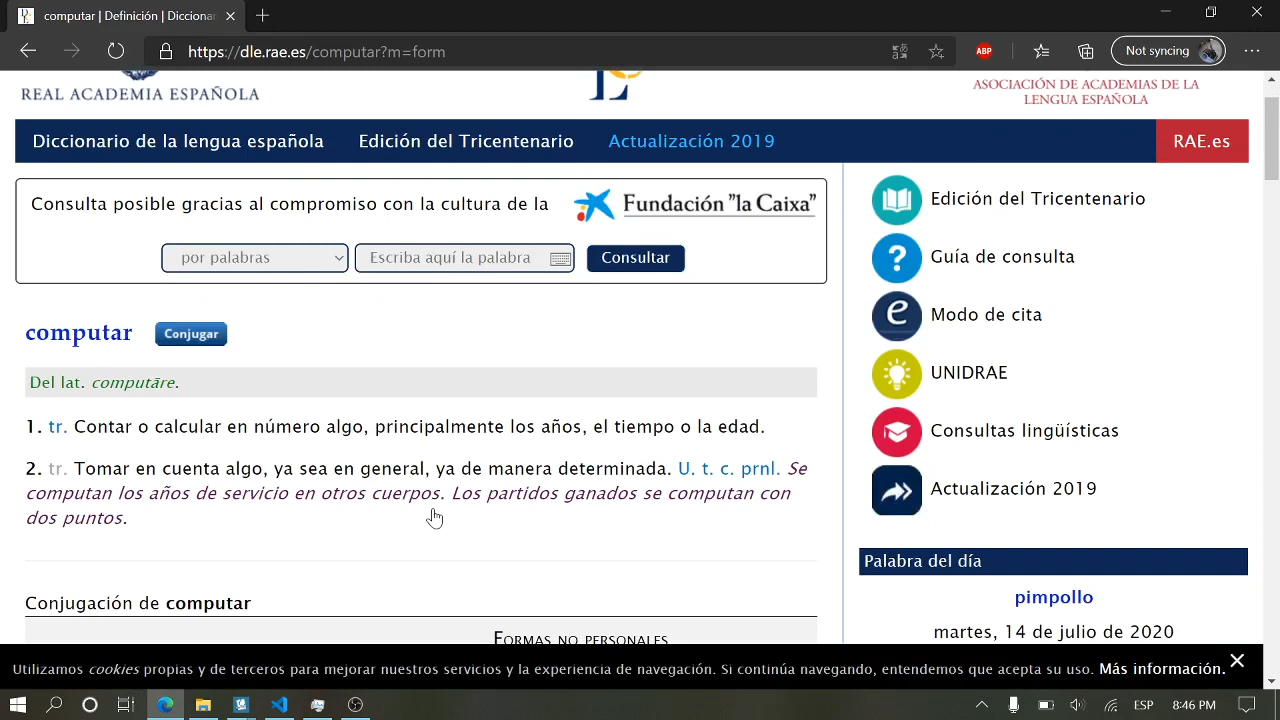 computar | Definición | Dicciona
https://dle.rae.es/computar?m=form
ABP
Not syncing
REAL ACADEMIA ESPAÑOLA
ASOCIACIÓN DE ACADEMIAS DE LA
LENGUA ESPAÑOLA
Diccionario de la lengua española
Edición del Tricentenario
Actualización 2019
RAE.es
Consulta posible gracias al compromiso con la cultura de la
Fundación "la Caixa"
por palabras
Escriba aquí la palabra
Consultar
computar
Conjugar
Del lat. computāre.
1. tr. Contar o calcular en número algo, principalmente los años, el tiempo o la edad.
2. tr. Tomar en cuenta algo, ya sea en general, ya de manera determinada. U. t. c. prnl. Se
computan los años de servicio en otros cuerpos. Los partidos ganados se computan con
dos puntos.
Conjugación de computar
Formas no personales
Edición del Tricentenario
?
Guía de consulta
e
Modo de cita
UNIDRAE
Consultas lingüísticas
Actualización 2019
Palabra del día
pimpollo
martes, 14 de julio de 2020
Utilizamos cookies propias y de terceros para mejorar nuestros servicios y la experiencia de navegación. Si continúa navegando, entendemos que acepta su uso. Más información.
ESP
8:46 PM